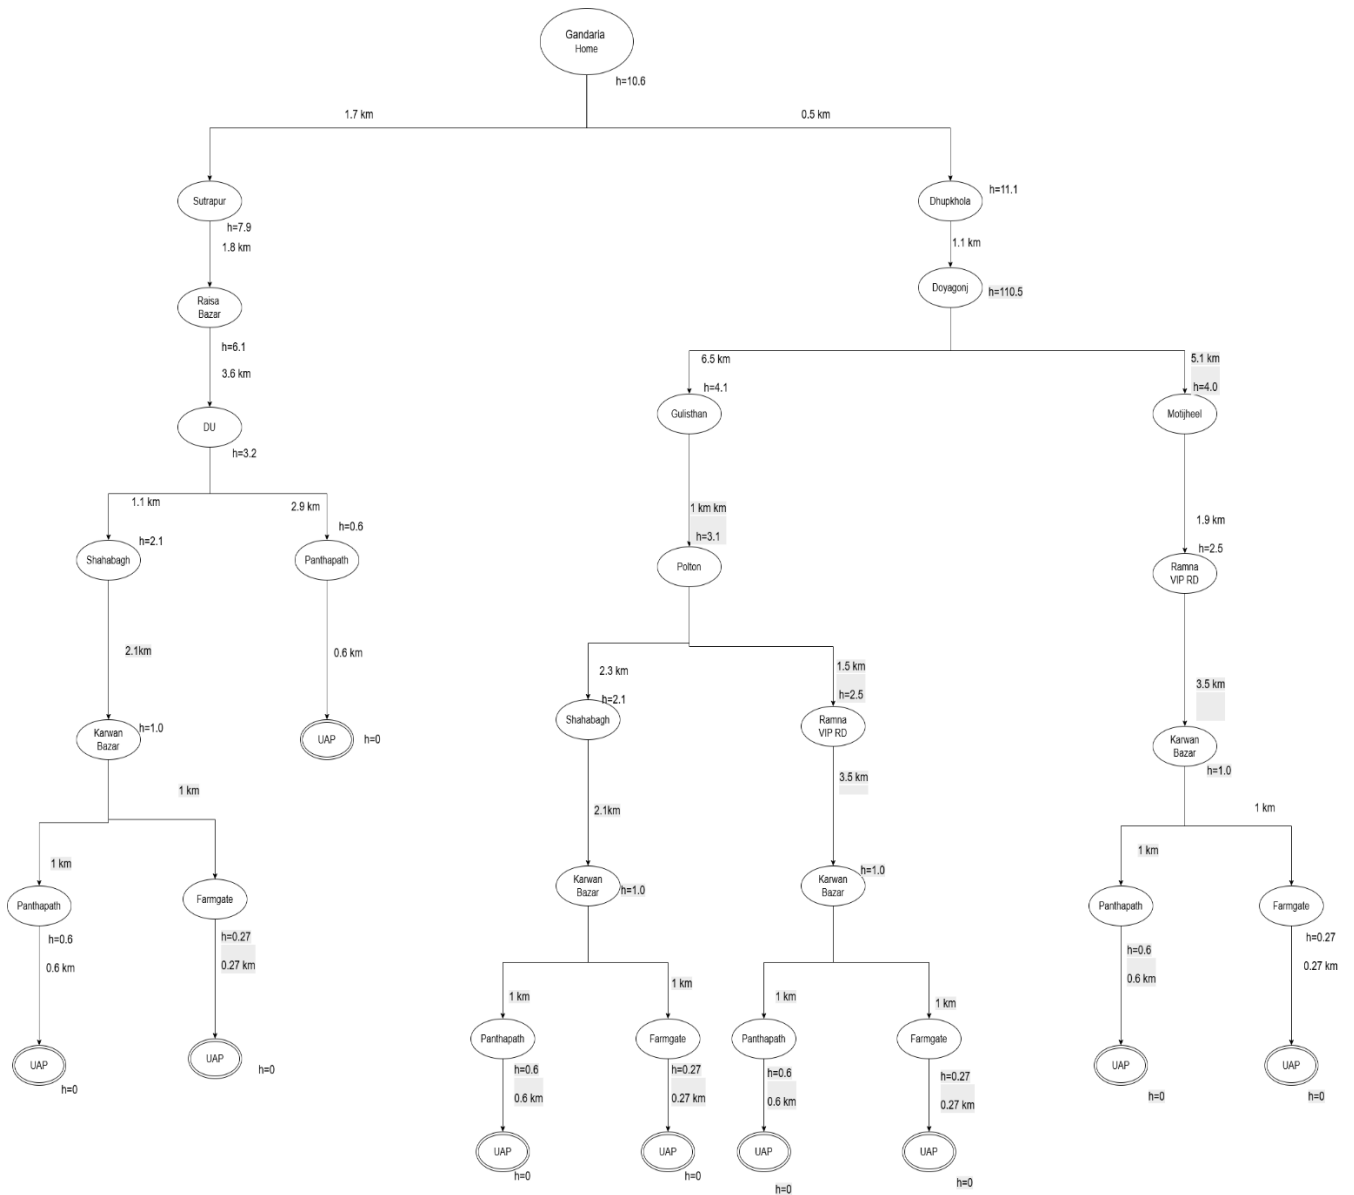 Gandaria
Home
h=10.6
1.7 km
0.5 km
Sutrapur
h=7.9
1.8 km
Dhupkhola
h=11.1
1.1 km
Doyagonj
h=110.5
Raisa
Bazar
h=6.1
3.6 km
6.5 km
h=4.1
5.1 km
h=4.0
DU
h=3.2
Gulisthan
Motijheel
1.1 km
2.9 km
h=0.6
h=2.1
Shahabagh
Panthapath
1 km km
h=3.1
Polton
1.9 km
h=2.5
Ramna
VIP RD
2.1km
0.6 km
2.3 km
h=2.1
Shahabagh
1.5 km
h=2.5
Ramna
VIP RD
3.5 km
Karwan
Bazar
h=1.0
UAP
h=0
Karwan
Bazar
h=1.0
1 km
1 km
2.1km
3.5 km
1 km
1 km
Panthapath
h=0.6
0.6 km
Farmgate
h=0.27
0.27 km
Karwan
Bazar
h=1.0
Karwan
Bazar
h=1.0
Panthapath
h=0.6
0.6 km
Farmgate
h=0.27
0.27 km
1 km
1 km
1 km
1 km
Panthapath
h=0.6
0.6 km
Farmgate
h=0.27
0.27 km
Panthapath
h=0.6
0.6 km
Farmgate
h=0.27
0.27 km
UAP
h=0
UAP
h=0
UAP
h=0
UAP
h=0
UAP
h=0
UAP
h=0
UAP
h=0
UAP
h=0